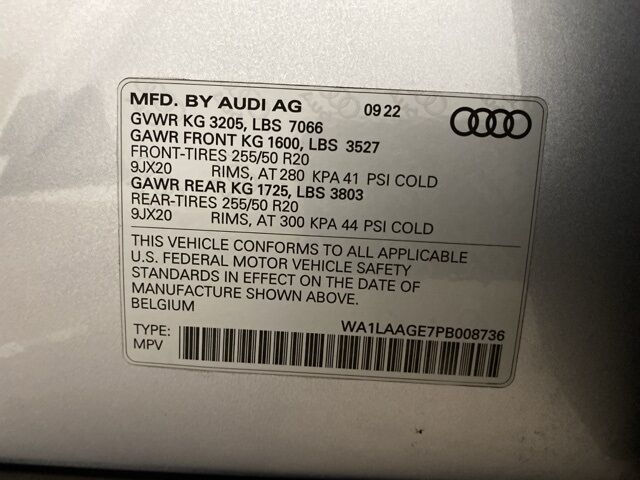 MFD. BY AUDI AG 09 22
GVWR KG 3205, LBS 7066
GAWR FRONT KG 1600, LBS 3527
FRONT-TIRES 255/50 R20
9JX20 RIMS, AT 280 KPA 41 PSI COLD
GAWR REAR KG 1725, LBS 3803
REAR-TIRES 255/50 R20
9JX20 RIMS, AT 300 KPA 44 PSI COLD
THIS VEHICLE CONFORMS TO ALL APPLICABLE
U.S. FEDERAL MOTOR VEHICLE SAFETY
STANDARDS IN EFFECT ON THE DATE OF
MANUFACTURE SHOWN ABOVE.
BELGIUM
WA1LAAGE7PB008736
TYPE:
MPV